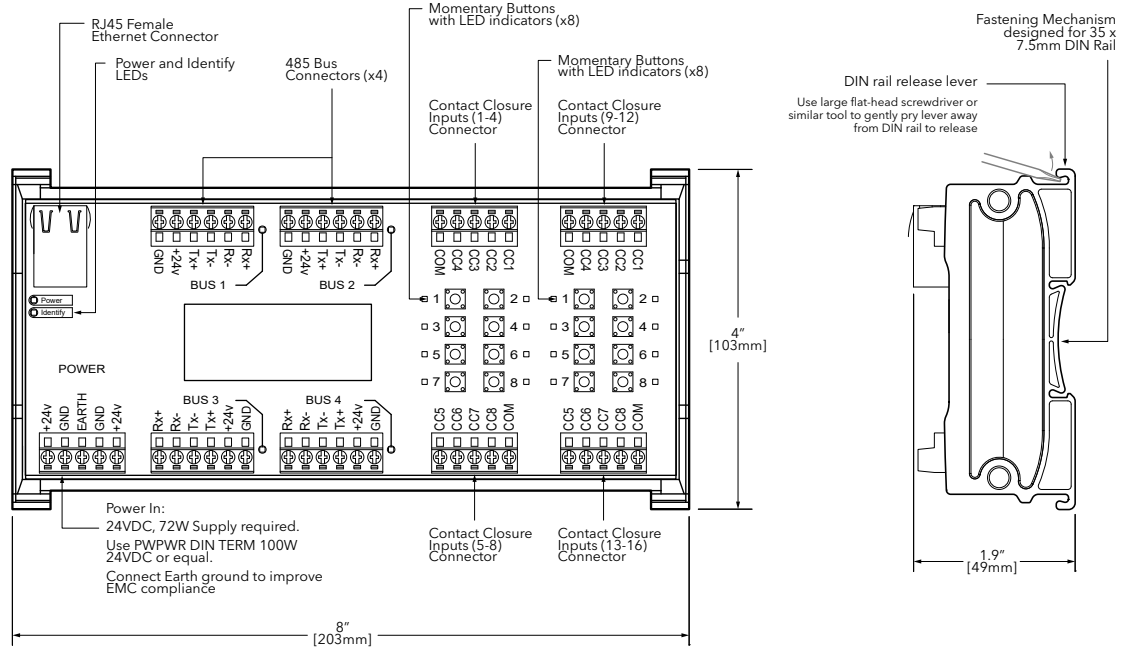 RJ45 Female
Ethernet Connector
Power and Identify
LEDs
485 Bus
Connectors (x4)
Momentary Buttons
with LED indicators (x8)
Momentary Buttons
with LED indicators (x8)
Contact Closure
Inputs (1-4)
Connector
Contact Closure
Inputs (9-12)
Connector
Fastening Mechanism
designed for 35 x
7.5mm DIN Rail
DIN rail release lever
Use large flat-head screwdriver or
similar tool to gently pry lever away
from DIN rail to release
GND +24v Tx+ Tx- Rx- Rx+
BUS 1
GND +24v Tx+ Tx- Rx- Rx+
BUS 2
COM CC4 CC3 CC2 CC1
COM CC4 CC3 CC2 CC1
Power
Identify
1 2
3 4
5 6
7 8
1 2
3 4
5 6
7 8
POWER
+24v GND EARTH GND +24v
BUS 3
Rx+ Rx- Tx- Tx+ +24v GND
BUS 4
Rx+ Rx- Tx- Tx+ +24v GND
CC5 CC6 CC7 CC8 COM
CC5 CC6 CC7 CC8 COM
4”
[103mm]
Power In:
24VDC, 72W Supply required.
Use PWPWR DIN TERM 100W
24VDC or equal.
Connect Earth ground to improve
EMC compliance
Contact Closure
Inputs (5-8)
Connector
Contact Closure
Inputs (13-16)
Connector
1.9”
[49mm]
8”
[203mm]